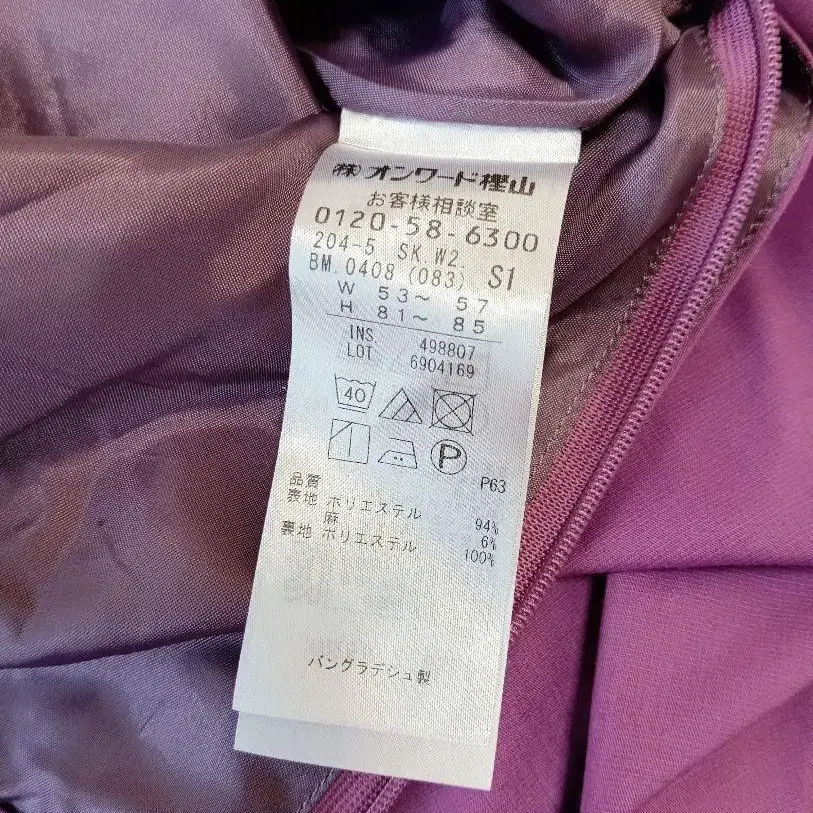 ㈱オンワード樫山
お客様相談室
0120-58-6300
204-5 SK.W2.
BM.0408 (083) S1
W 53～ 57
H 81～ 85
INS. 498807
LOT 6904169
40
P
P63
品質
表地 ポリエステル 94%
麻 6%
裏地 ポリエステル 100%
バングラデシュ製